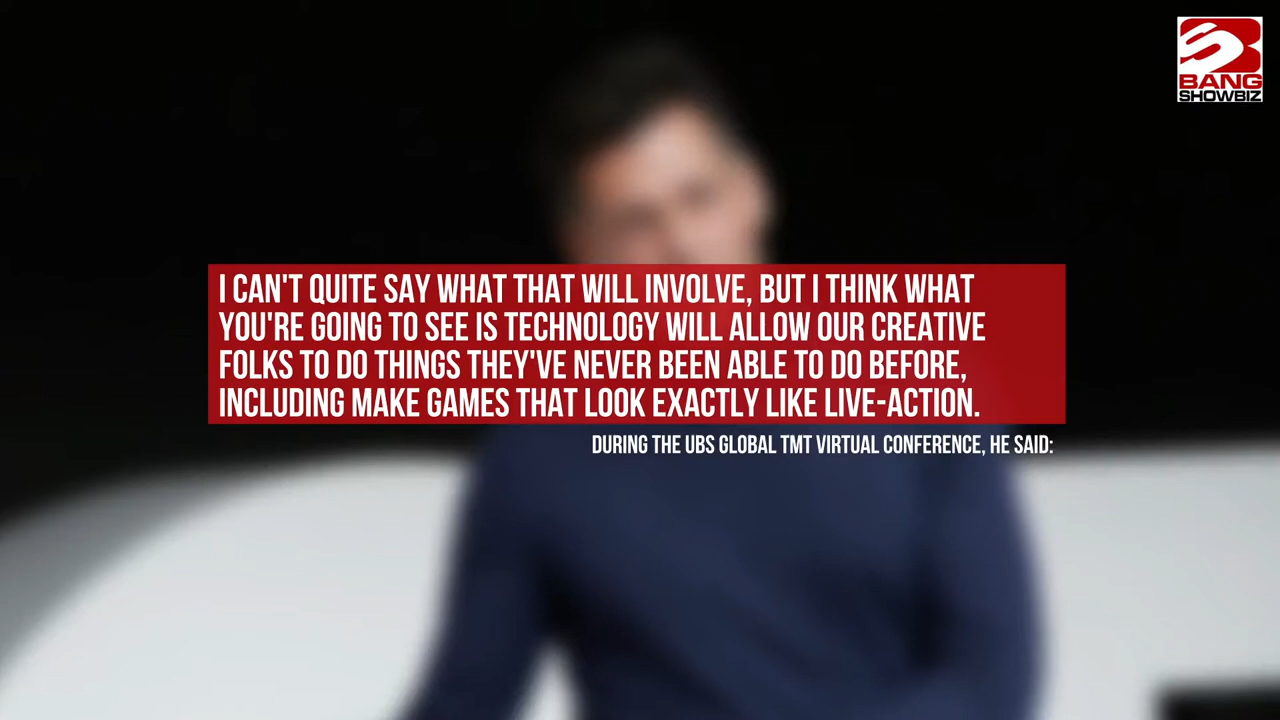 BANG
SHOWBIZ
I CAN'T QUITE SAY WHAT THAT WILL INVOLVE, BUT I THINK WHAT
YOU'RE GOING TO SEE IS TECHNOLOGY WILL ALLOW OUR CREATIVE
FOLKS TO DO THINGS THEY'VE NEVER BEEN ABLE TO DO BEFORE,
INCLUDING MAKE GAMES THAT LOOK EXACTLY LIKE LIVE-ACTION.
DURING THE UBS GLOBAL TMT VIRTUAL CONFERENCE, HE SAID: